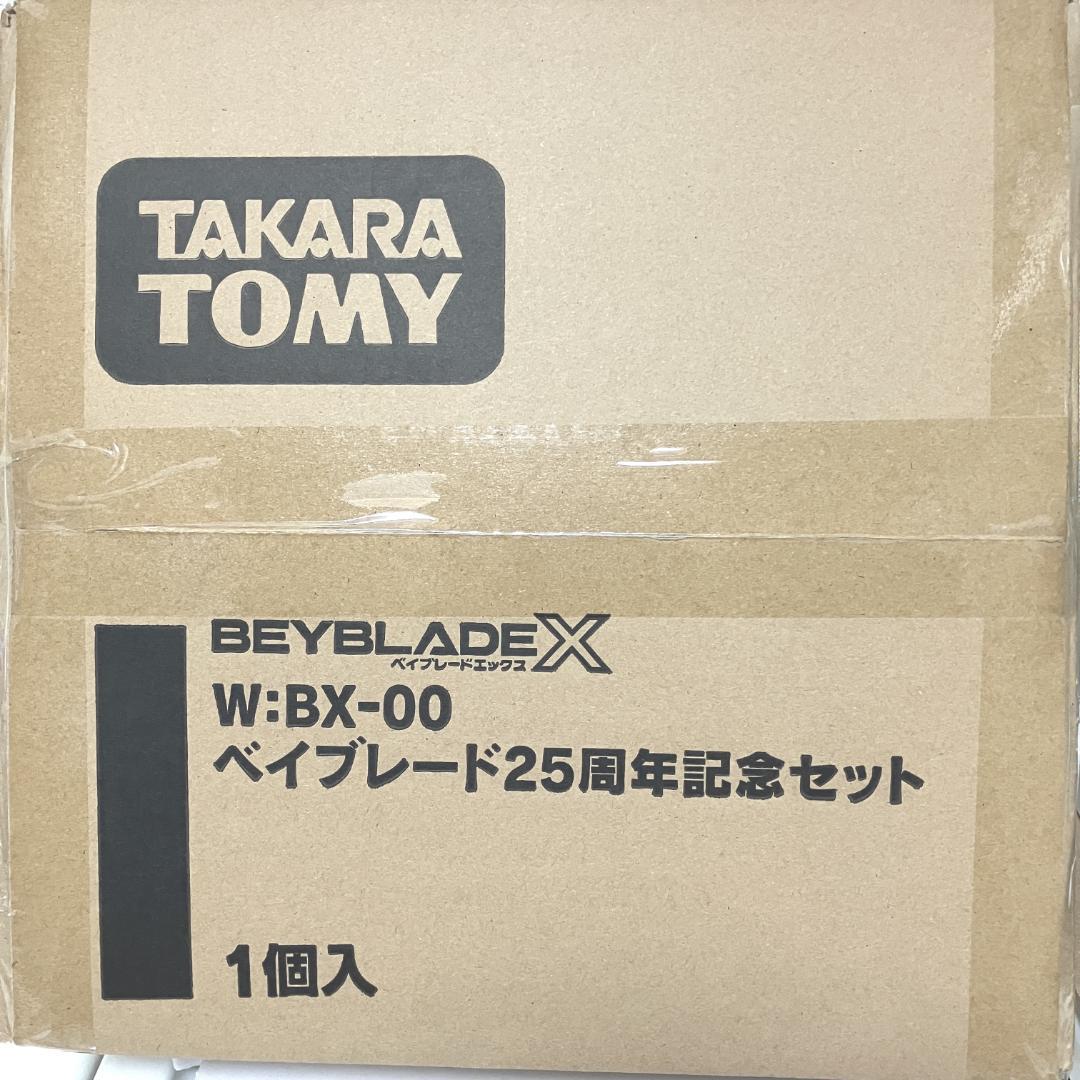 TAKARA
TOMY
BEYBLADE X
ベイブレードエックス
W:BX-00
ベイブレード25周年記念セット
1個入